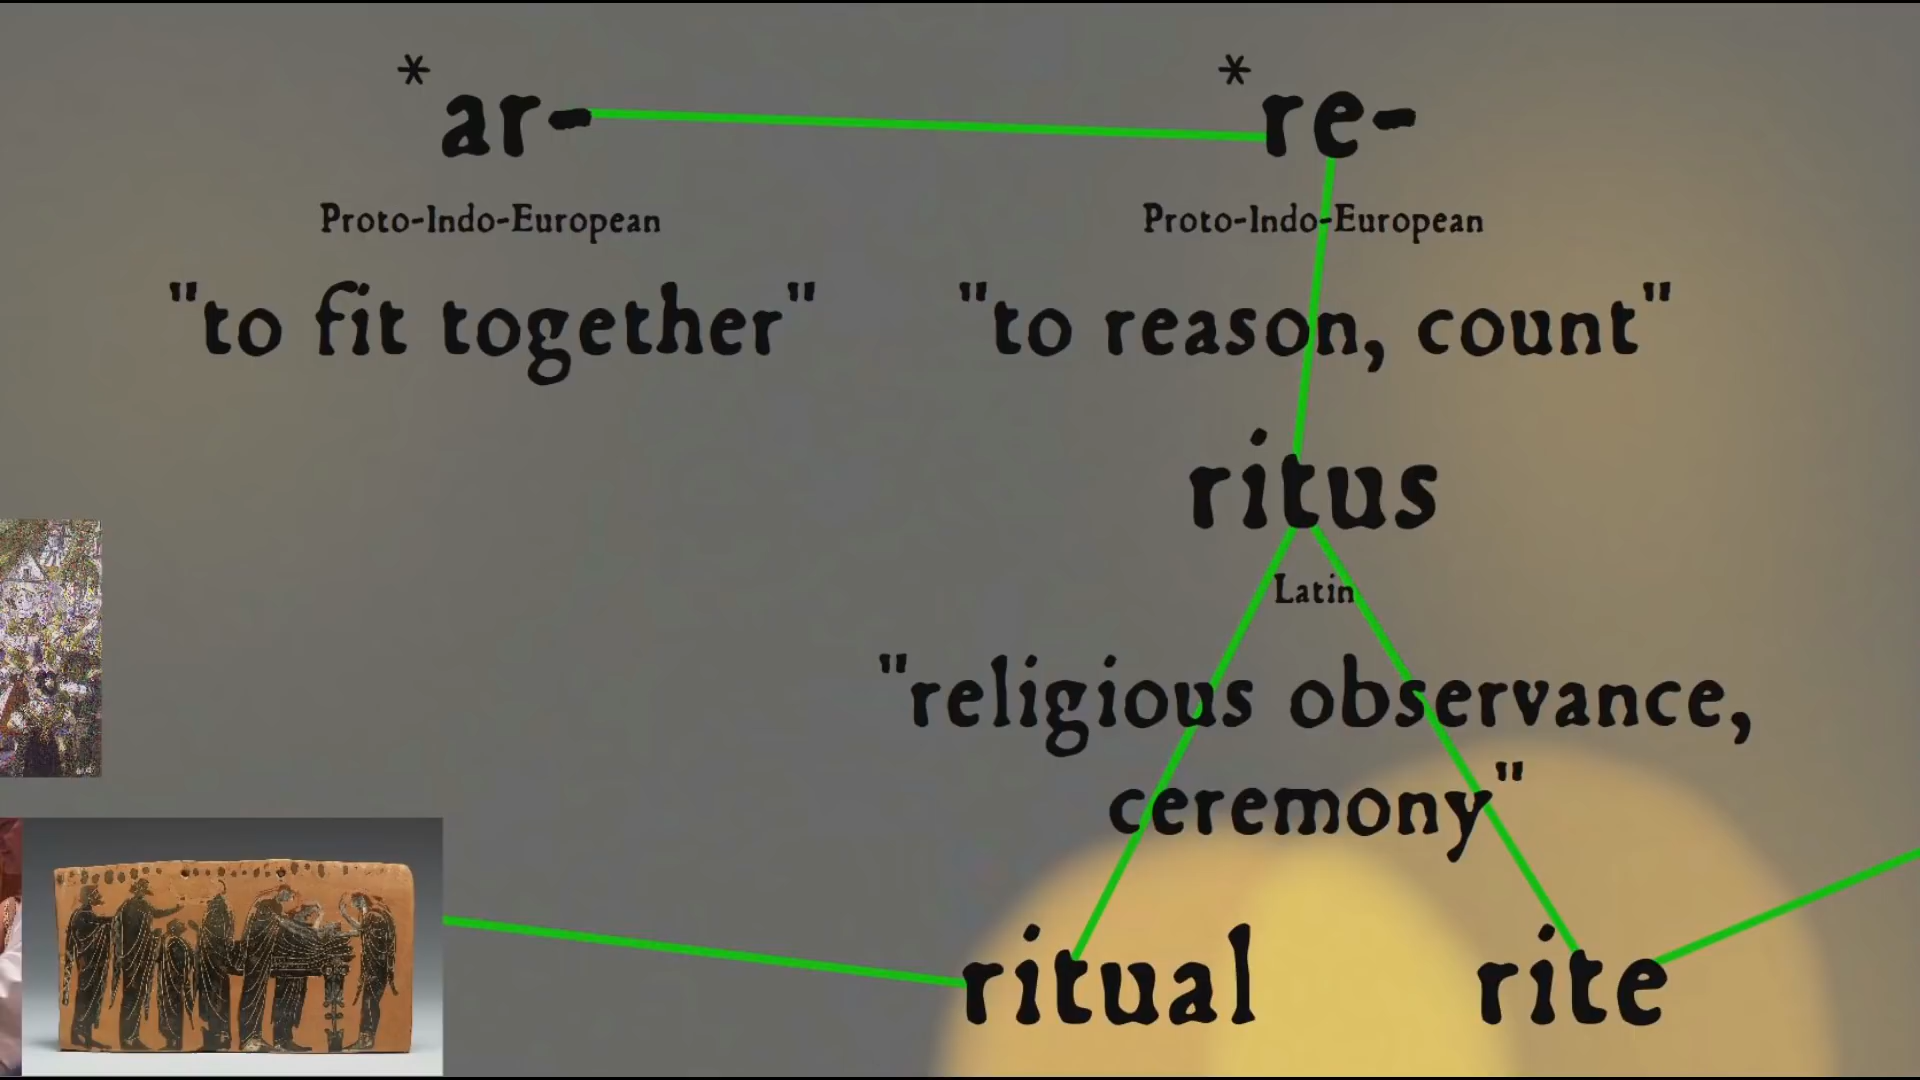 *ar-
Proto-Indo-European
"to fit together"
*re-
Proto-Indo-European
"to reason, count"
ritus
Latin
"religious observance,
ceremony"
ritual
rite